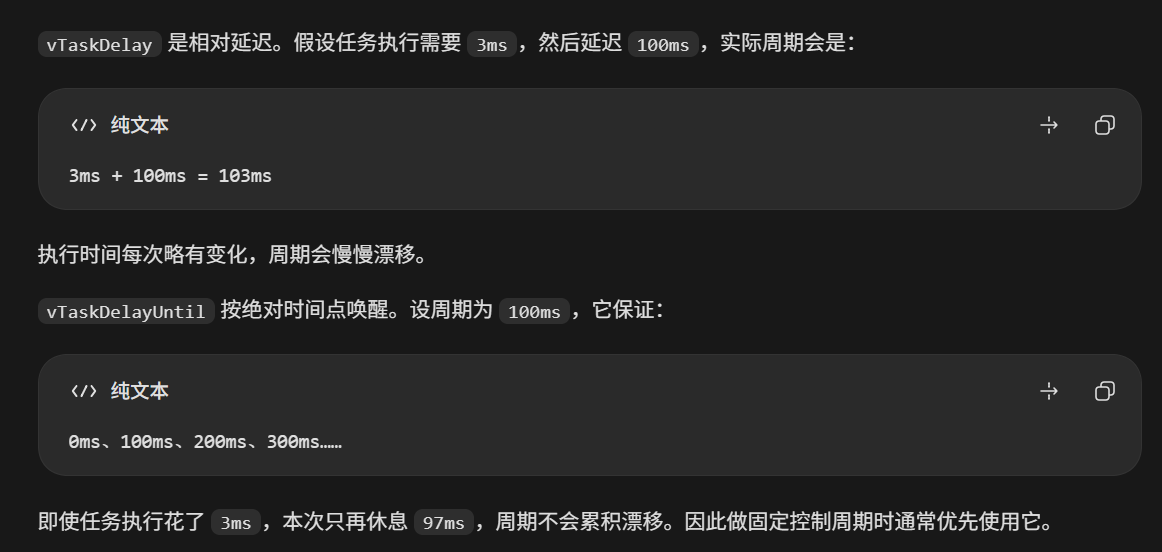 vTaskDelay 是相对延迟。假设任务执行需要 3ms，然后延迟 100ms，实际周期会是：
纯文本
3ms + 100ms = 103ms
执行时间每次略有变化，周期会慢慢漂移。
vTaskDelayUntil 按绝对时间点唤醒。设周期为 100ms，它保证：
纯文本
0ms、100ms、200ms、300ms……
即使任务执行花了 3ms，本次只再休息 97ms，周期不会累积漂移。因此做固定控制周期时通常优先使用它。